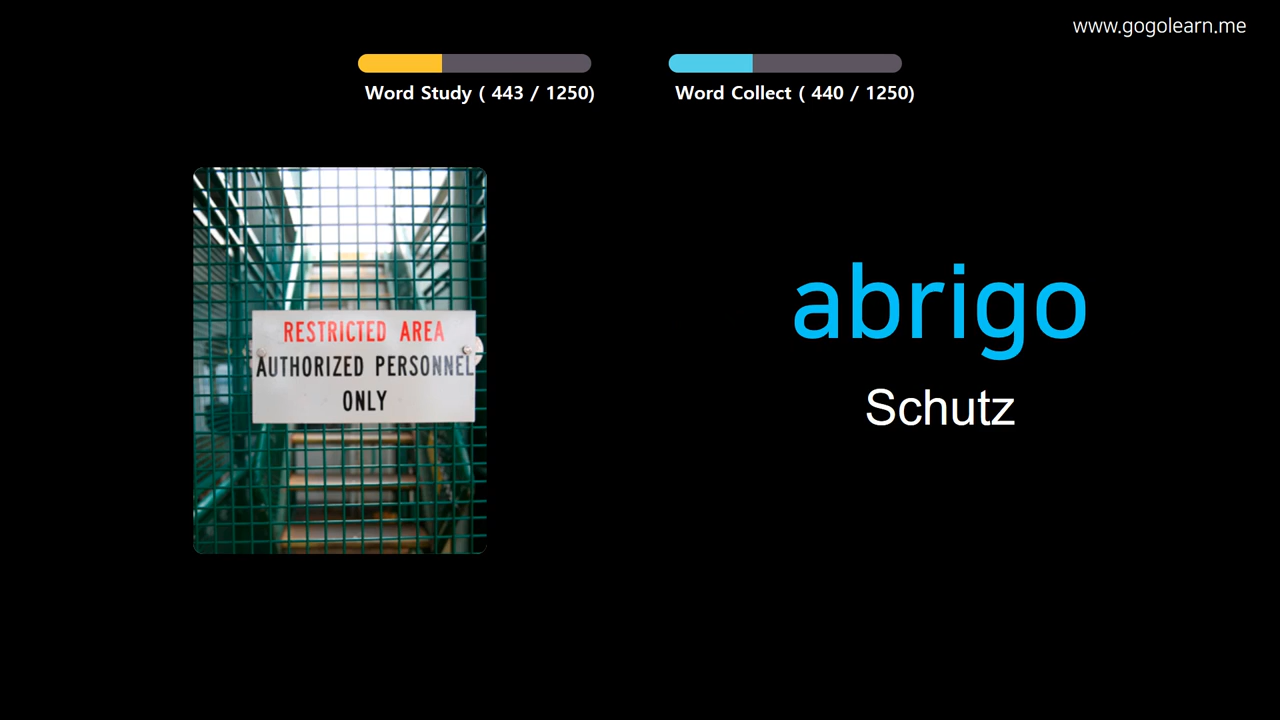 www.gogolearn.me
Word Study ( 443 / 1250)
Word Collect ( 440 / 1250)
RESTRICTED AREA
AUTHORIZED PERSONNEL
ONLY
abrigo
Schutz